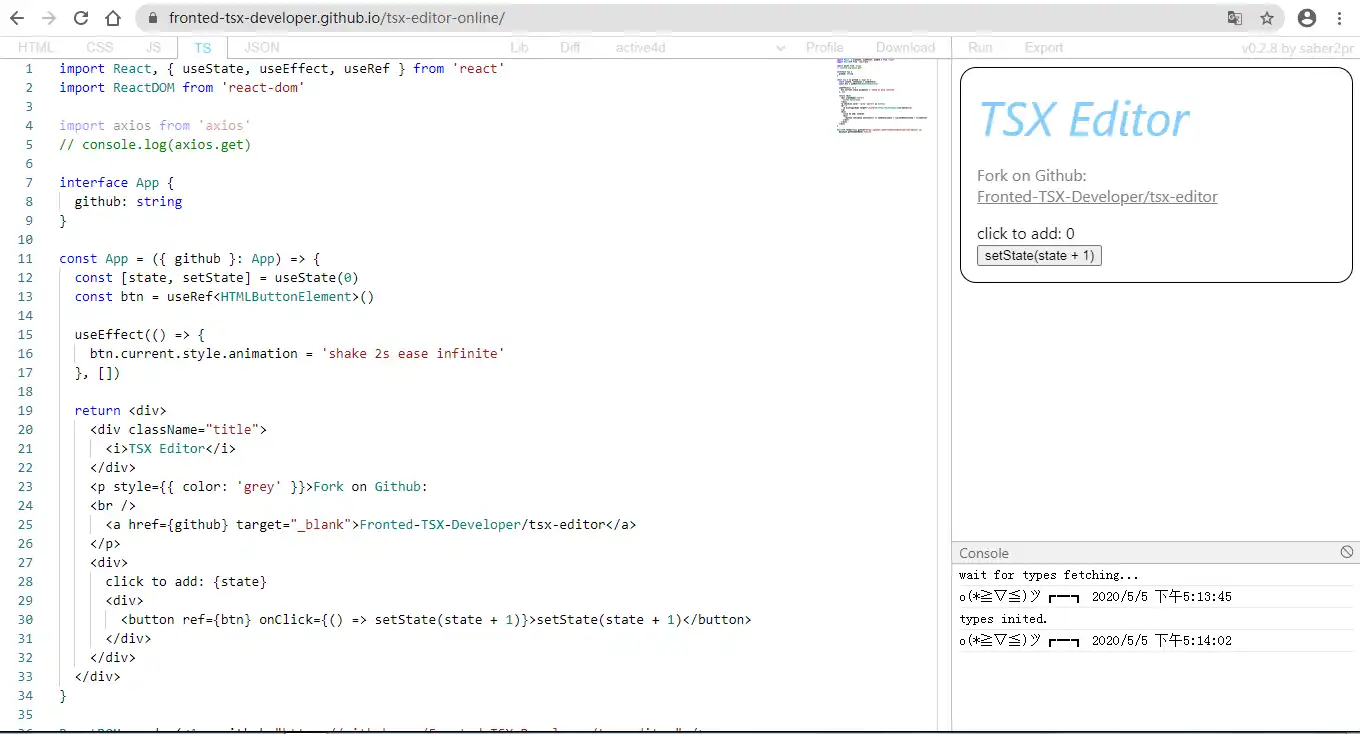 fronted-tsx-developer.github.io/tsx-editor-online/
HTML CSS JS TS JSON Lib Diff active4d Profile Download Run Export v0.2.8 by saber2pr
1 import React, { useState, useEffect, useRef } from 'react'
2 import ReactDOM from 'react-dom'
3
4 import axios from 'axios'
5 // console.log(axios.get)
6
7 interface App {
8 github: string
9 }
10
11 const App = ({ github }: App) => {
12 const [state, setState] = useState(0)
13 const btn = useRef<HTMLButtonElement>()
14
15 useEffect(() => {
16 btn.current.style.animation = 'shake 2s ease infinite'
17 }, [])
18
19 return <div>
20 <div className="title">
21 <i>TSX Editor</i>
22 </div>
23 <p style={{ color: 'grey' }}>Fork on Github:
24 <br />
25 <a href={github} target="_blank">Fronted-TSX-Developer/tsx-editor</a>
26 </p>
27 <div>
28 click to add: {state}
29 <div>
30 <button ref={btn} onClick={() => setState(state + 1)}>setState(state + 1)</button>
31 </div>
32 </div>
33 </div>
34 }
35
TSX Editor
Fork on Github:
Fronted-TSX-Developer/tsx-editor
click to add: 0
setState(state + 1)
Console
wait for types fetching...
o(*≧▽≦)ツ ┏━┓ 2020/5/5 下午5:13:45
types inited.
o(*≧▽≦)ツ ┏━┓ 2020/5/5 下午5:14:02